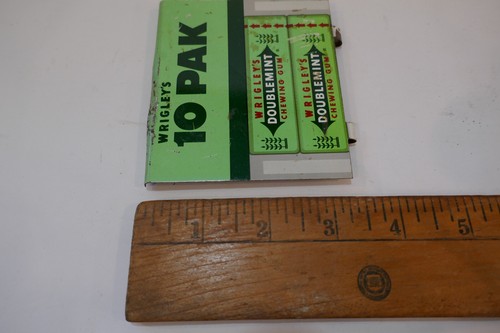 WRIGLEY'S
10 PAK
WRIGLEY'S
DOUBLEMINT
CHEWING GUM
WRIGLEY'S
DOUBLEMINT
CHEWING GUM
1 2 3 4 5